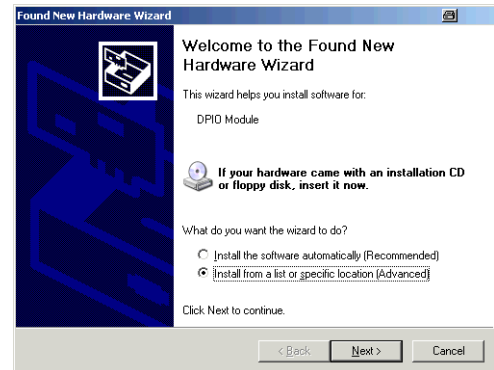 Found New Hardware Wizard
Welcome to the Found New
Hardware Wizard
This wizard helps you install software for:
DPIO Module
If your hardware came with an installation CD
or floppy disk, insert it now.
What do you want the wizard to do?
Install the software automatically (Recommended)
Install from a list or specific location (Advanced)
Click Next to continue.
< Back Next > Cancel